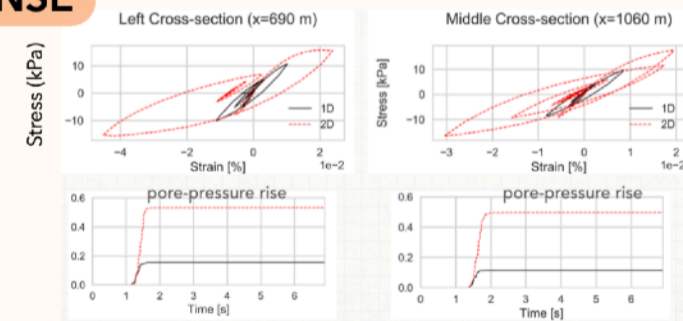 NSE
Left Cross-section (x=690 m)
Stress (kPa)
10
0
−10
1D
2D
−4
−2
0
2
Strain [%]
1e−2
Middle Cross-section (x=1060 m)
Stress [kPa]
10
0
−10
1D
2D
−3
−2
−1
0
1
2
Strain [%]
1e−2
pore-pressure rise
0.6
0.4
0.2
0.0
0
1
2
3
4
5
6
Time [s]
pore-pressure rise
0.6
0.4
0.2
0.0
0
1
2
3
4
5
6
Time [s]